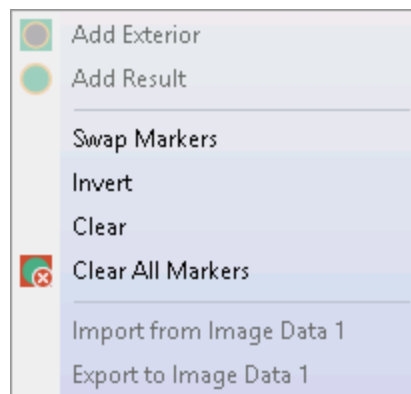 Add Exterior
Add Result
Swap Markers
Invert
Clear
Clear All Markers
Import from Image Data 1
Export to Image Data 1